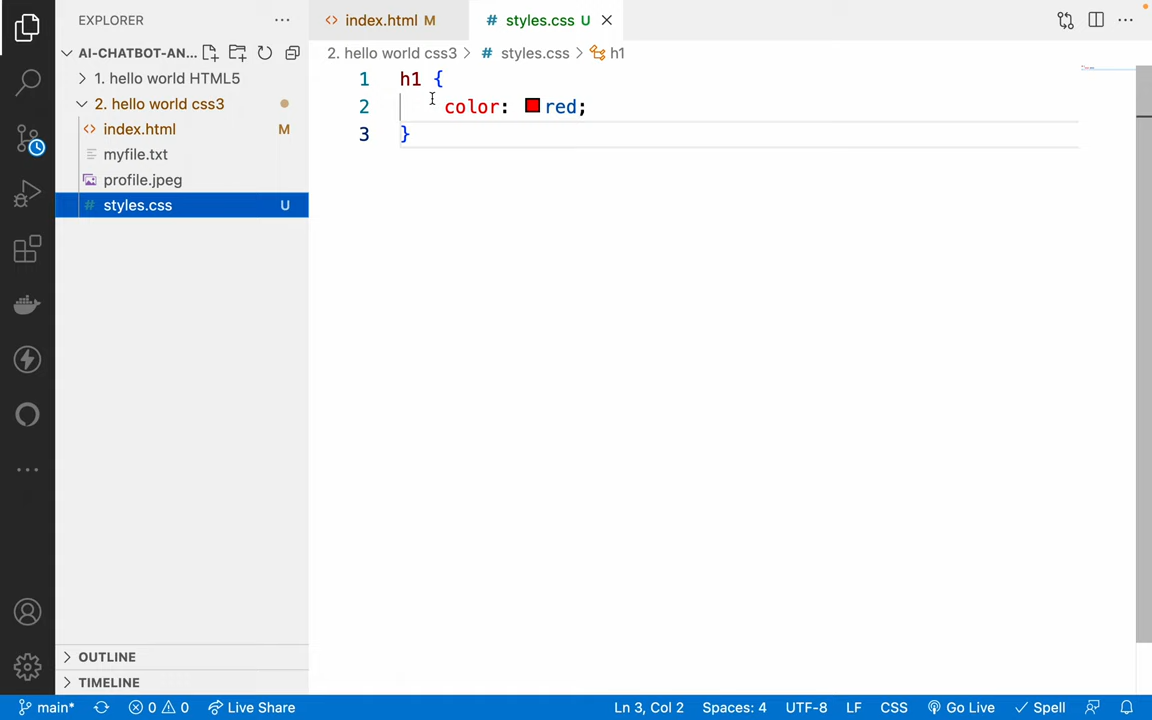 EXPLORER
index.html M
styles.css U
AI-CHATBOT-AN...
2. hello world css3 > styles.css > h1
1. hello world HTML5
2. hello world css3
index.html M
myfile.txt
profile.jpeg
styles.css U
1 h1 {
2 color: red;
3 }
OUTLINE
TIMELINE
main* 0 0 Live Share Ln 3, Col 2 Spaces: 4 UTF-8 LF CSS Go Live Spell